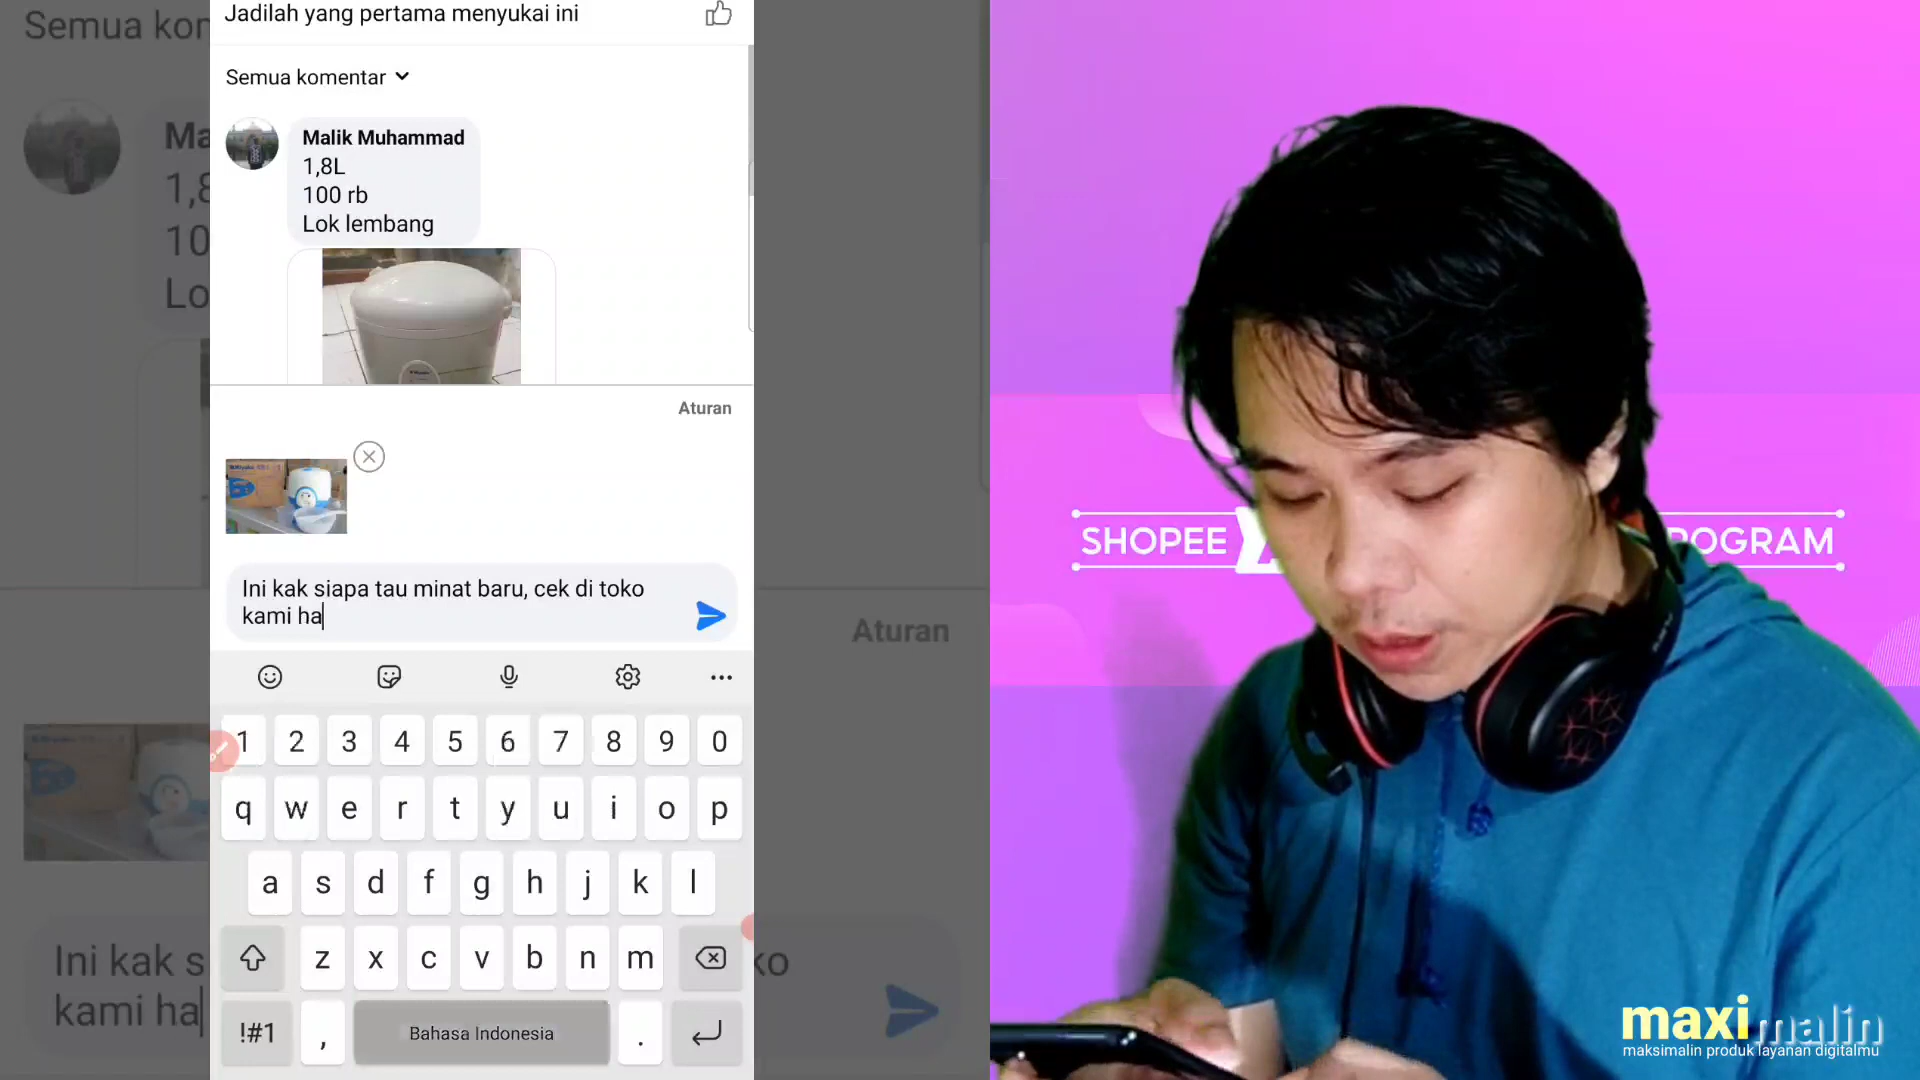 Jadilah yang pertama menyukai ini
Semua komentar
Malik Muhammad
1,8L
100 rb
Lok lembang
Aturan
Ini kak siapa tau minat baru, cek di toko
kami ha
1 2 3 4 5 6 7 8 9 0
q w e r t y u i o p
a s d f g h j k l
z x c v b n m
!#1 , Bahasa Indonesia .
Semua kor
Ma
1,8
10
Lo
Aturan
Ini kak s
ko
kami ha
SHOPEE
PROGRAM
maximalin
maksimalin produk layanan digitalmu